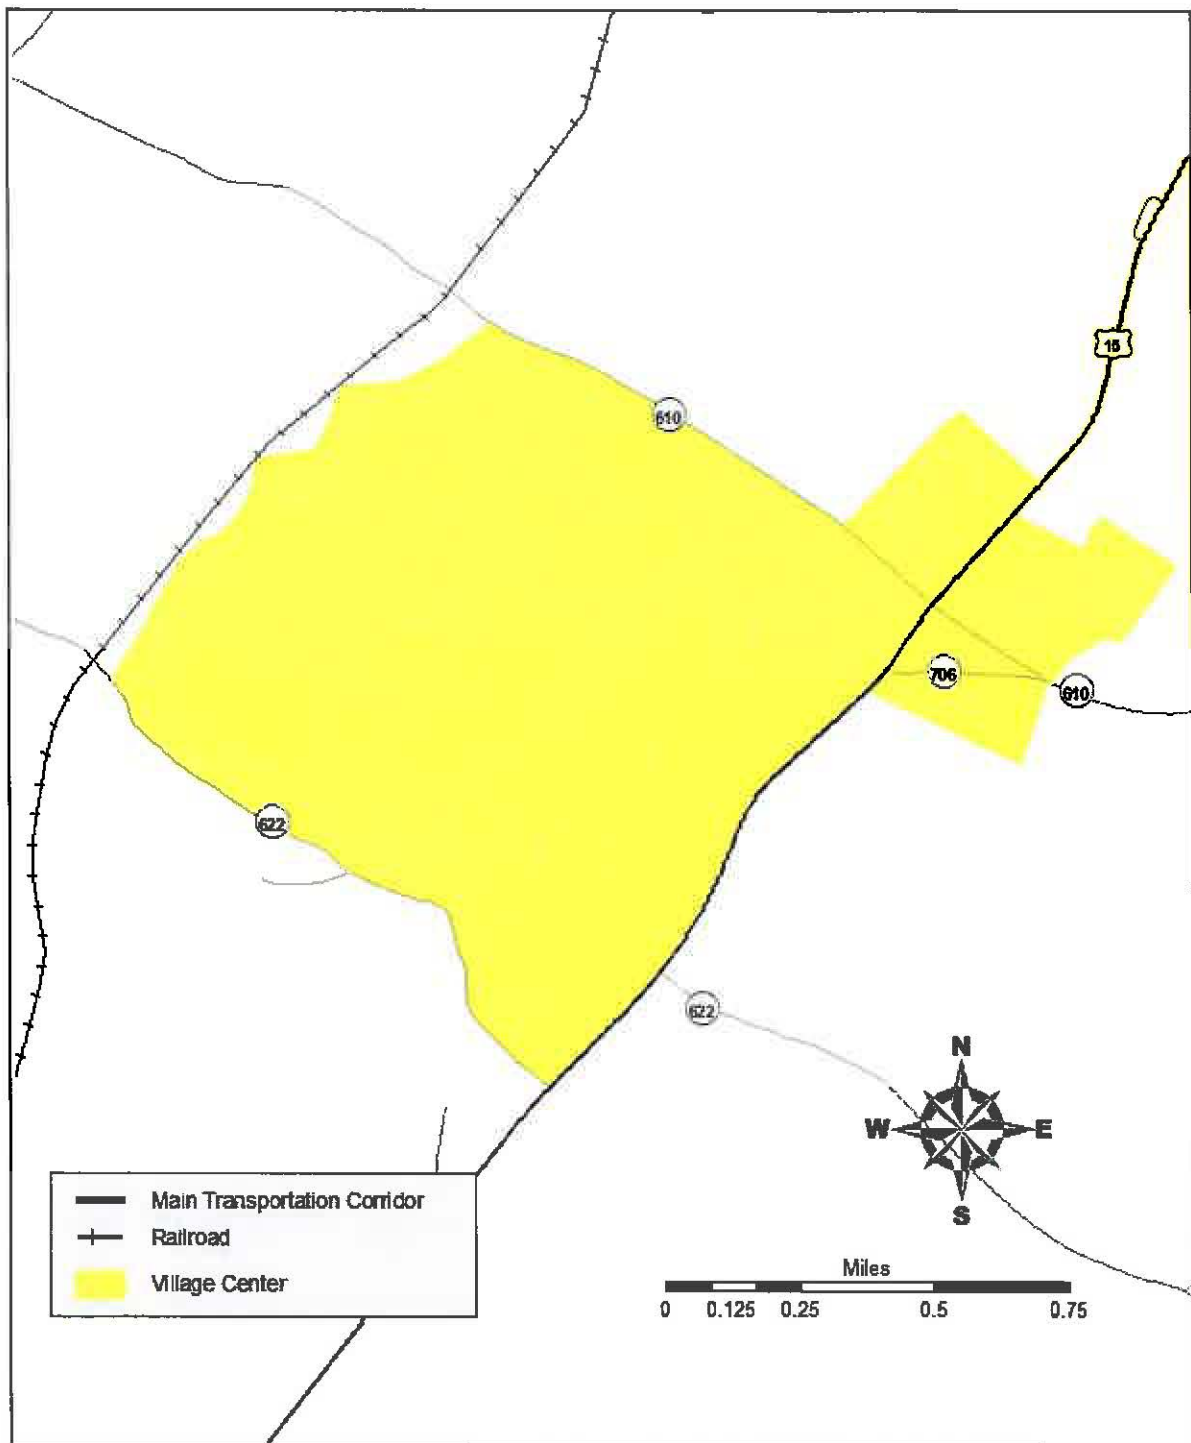 15
610
706
610
622
622
N
W E
S
Main Transportation Corridor
Railroad
Village Center
Miles
0 0.125 0.25 0.5 0.75